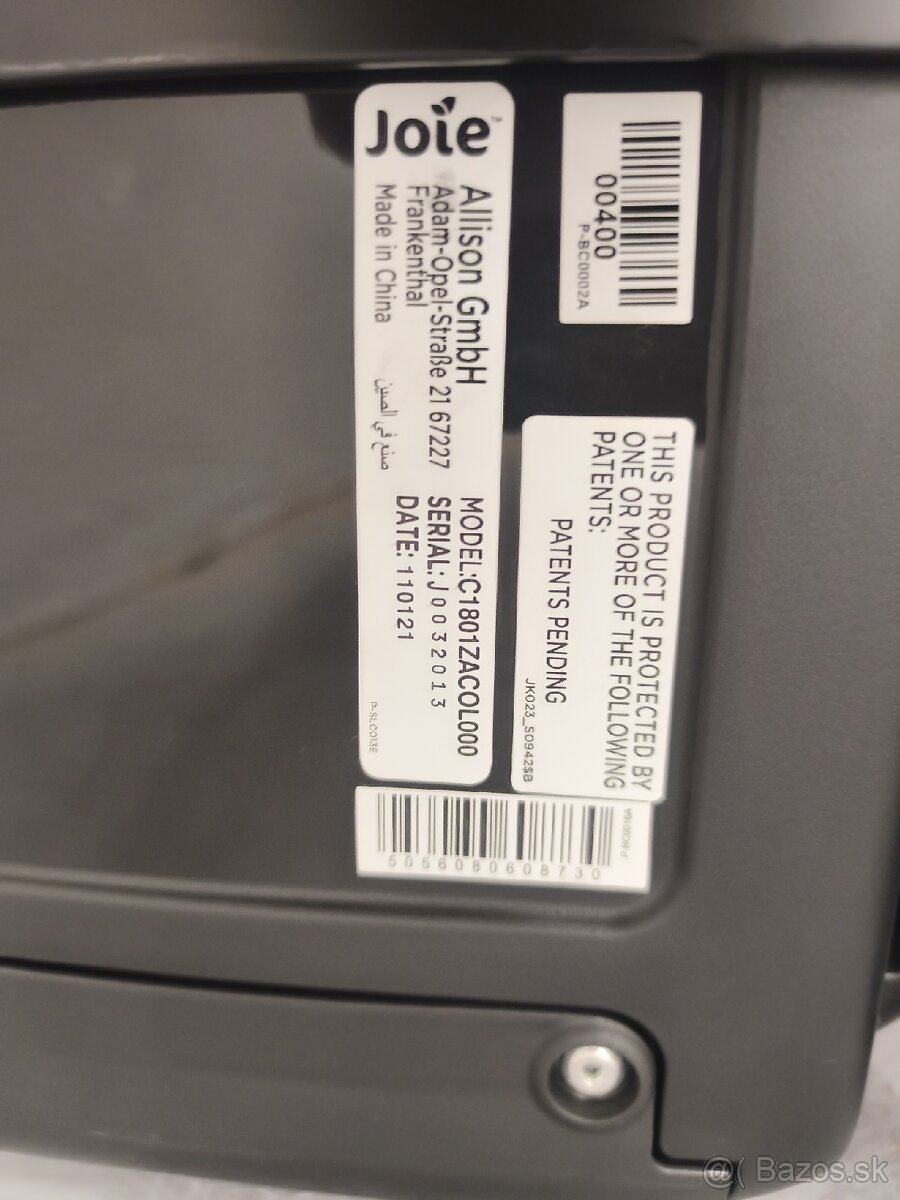 Joie
Allison GmbH
Adam-Opel-Straße 21 67227
Frankenthal
Made in China
صنع في الصين
MODEL:C1801ZACOL000
SERIAL:J0032013
DATE:110121
P-SL0013E
00400
P-BC0002A
THIS PRODUCT IS PROTECTED BY
ONE OR MORE OF THE FOLLOWING
PATENTS:
PATENTS PENDING
JK023_50942$B
P-BC0016A
5056080608730
@( Bazos.sk